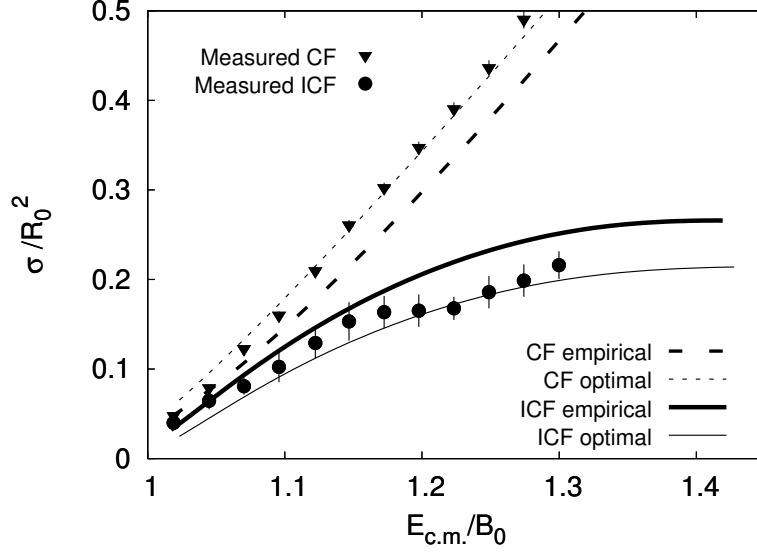 0.5
Measured CF
Measured ICF
0.4
0.3
σ /R₀²
0.2
0.1
CF empirical
CF optimal
ICF empirical
ICF optimal
0
1 1.1 1.2 1.3 1.4
E_c.m./B₀